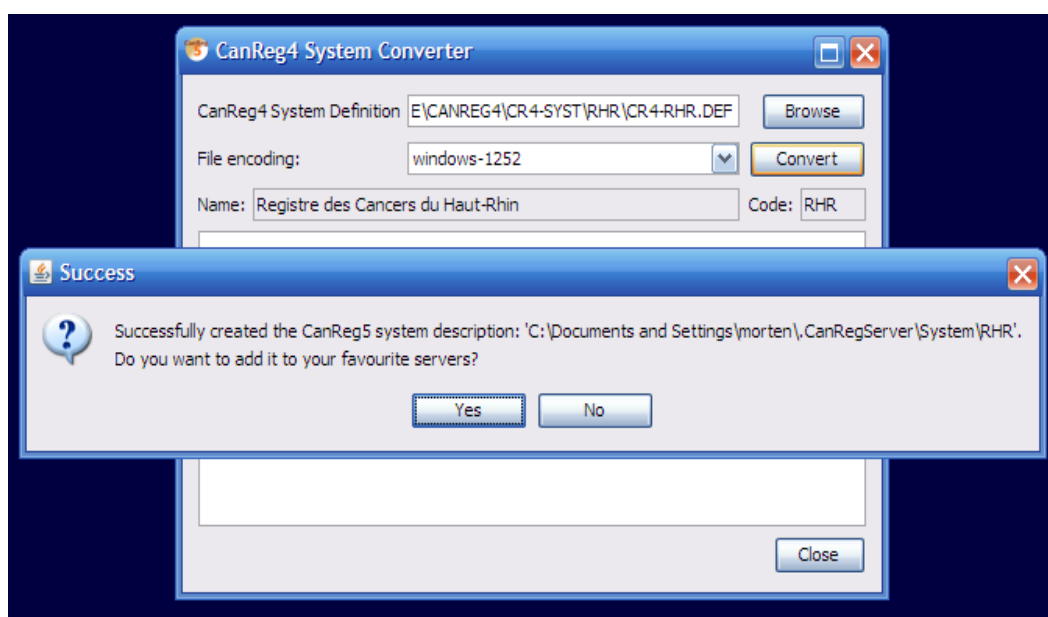 CanReg4 System Converter
CanReg4 System Definition E\CANREG4\CR4-SYST\RHR\CR4-RHR.DEF Browse
File encoding: windows-1252 Convert
Name: Registre des Cancers du Haut-Rhin Code: RHR
Success
Successfully created the CanReg5 system description: 'C:\Documents and Settings\morten\.CanRegServer\System\RHR'.
Do you want to add it to your favourite servers?
Yes No
Close